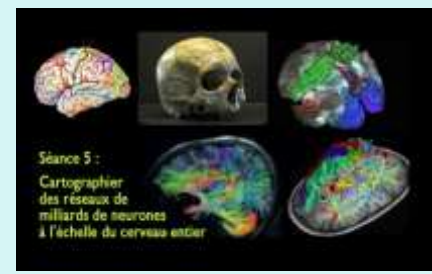 Séance 5 :
Cartographier
des réseaux de
milliards de neurones
à l'échelle du cerveau entier